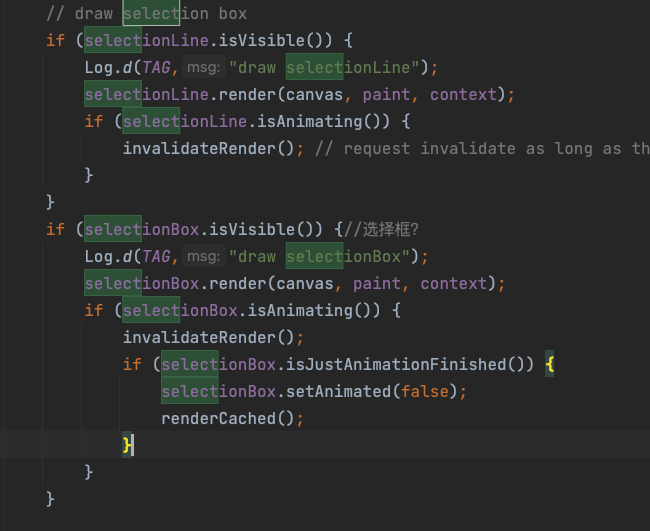 // draw selection box
if (selectionLine.isVisible()) {
Log.d(TAG, msg: "draw selectionLine");
selectionLine.render(canvas, paint, context);
if (selectionLine.isAnimating()) {
invalidateRender(); // request invalidate as long as th
}
}
if (selectionBox.isVisible()) {//选择框?
Log.d(TAG, msg: "draw selectionBox");
selectionBox.render(canvas, paint, context);
if (selectionBox.isAnimating()) {
invalidateRender();
if (selectionBox.isJustAnimationFinished()) {
selectionBox.setAnimated(false);
renderCached();
}
}
}